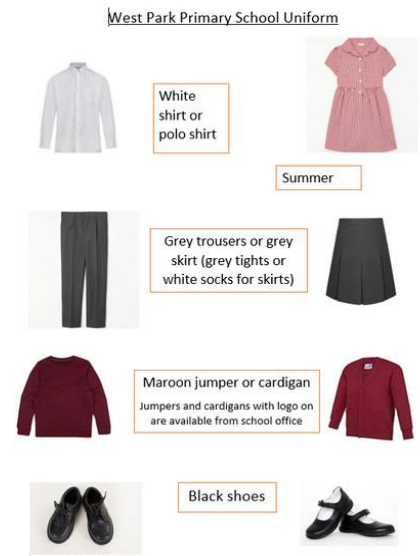 West Park Primary School Uniform
White
shirt or
polo shirt
Summer
Grey trousers or grey
skirt (grey tights or
white socks for skirts)
Maroon jumper or cardigan
Jumpers and cardigans with logo on
are available from school office
Black shoes